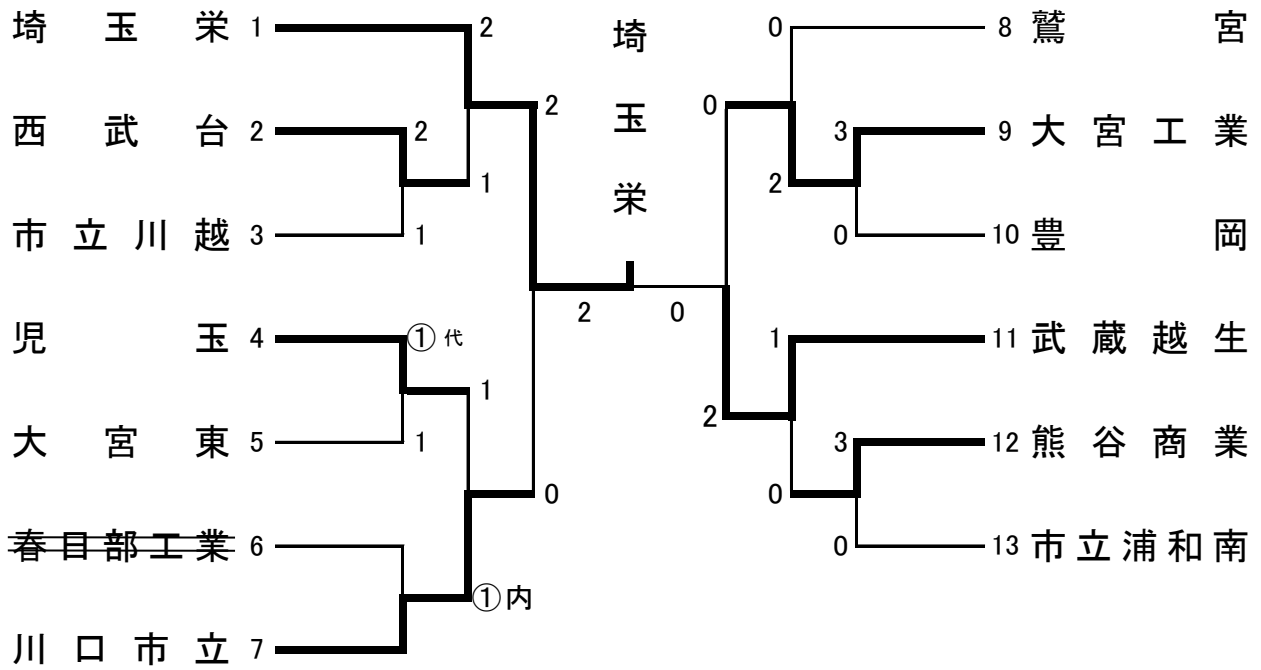 埼玉栄 1
2
西武台 2
2
1
市立川越 3
1
2
児玉 4
①代
1
大宮東 5
1
0
春日部工業 6
①内
川口市立 7
埼玉栄
2 0
0
8 鷲宮
0
3
9 大宮工業
2
0
10 豊岡
1
11 武蔵越生
2
3
12 熊谷商業
0
0
13 市立浦和南